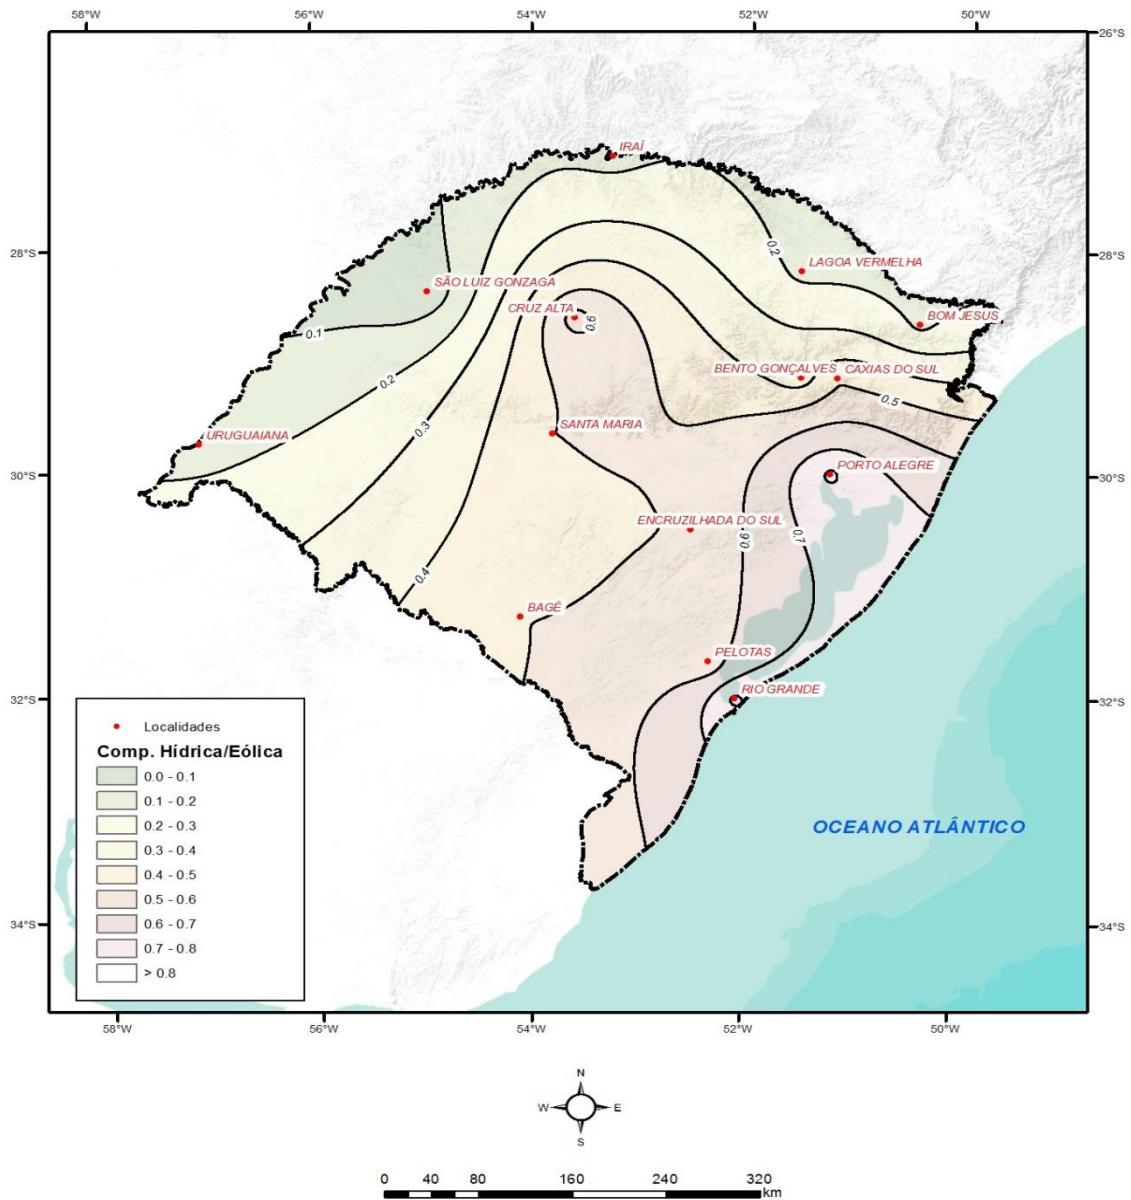 58°W 56°W 54°W 52°W 50°W
26°S
IRAÍ
28°S
28°S
0.2
LAGOA VERMELHA
SÃO LUIZ GONZAGA
CRUZ ALTA
0.6
BOM JESUS
0.1
BENTO GONÇALVES
CAXIAS DO SUL
0.2
0.5
0.3
SANTA MARIA
URUGUAIANA
PORTO ALEGRE
30°S
30°S
ENCRUZILHADA DO SUL
0.6
0.7
0.4
BAGÉ
PELOTAS
RIO GRANDE
32°S
32°S
Localidades
Comp. Hídrica/Eólica
0.0 - 0.1
0.1 - 0.2
0.2 - 0.3
0.3 - 0.4
0.4 - 0.5
0.5 - 0.6
0.6 - 0.7
0.7 - 0.8
> 0.8
OCEANO ATLÂNTICO
34°S
34°S
58°W 56°W 54°W 52°W 50°W
N
W E
S
0 40 80 160 240 320
km